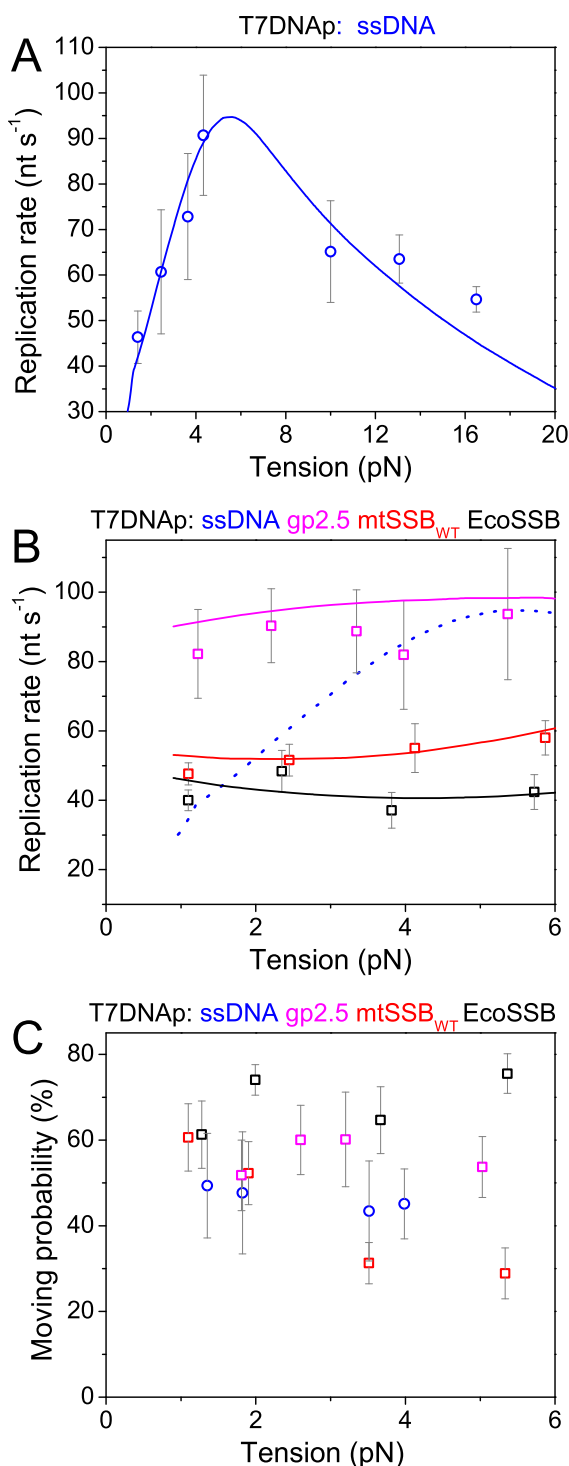 T7DNAp: ssDNA
A
110
100
90
80
70
60
50
40
30
Replication rate (nt s⁻¹)
0 4 8 12 16 20
Tension (pN)
T7DNAp: ssDNA gp2.5 mtSSB_WT EcoSSB
B
100
80
60
40
20
Replication rate (nt s⁻¹)
0 2 4 6
Tension (pN)
T7DNAp: ssDNA gp2.5 mtSSB_WT EcoSSB
C
80
60
40
20
0
Moving probability (%)
0 2 4 6
Tension (pN)